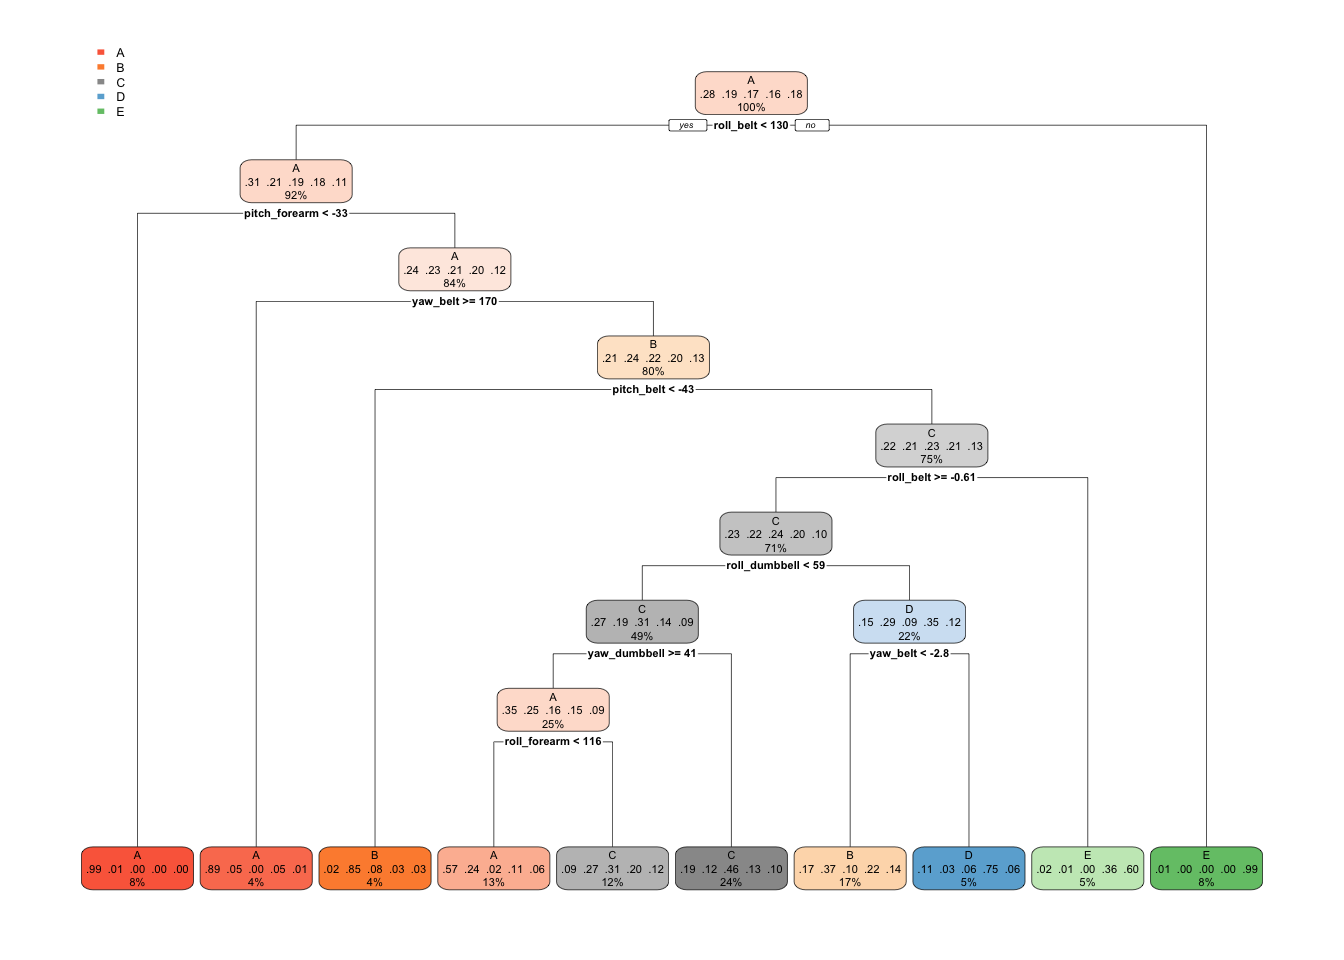 A
B
C
D
E
A
.28 .19 .17 .16 .18
100%
yes roll_belt < 130 no
A
.31 .21 .19 .18 .11
92%
pitch_forearm < -33
A
.24 .23 .21 .20 .12
84%
yaw_belt >= 170
B
.21 .24 .22 .20 .13
80%
pitch_belt < -43
C
.22 .21 .23 .21 .13
75%
roll_belt >= -0.61
C
.23 .22 .24 .20 .10
71%
roll_dumbbell < 59
C
.27 .19 .31 .14 .09
49%
yaw_dumbbell >= 41
D
.15 .29 .09 .35 .12
22%
yaw_belt < -2.8
A
.35 .25 .16 .15 .09
25%
roll_forearm < 116
A
.99 .01 .00 .00 .00
8%
A
.89 .05 .00 .05 .01
4%
B
.02 .85 .08 .03 .03
4%
A
.57 .24 .02 .11 .06
13%
C
.09 .27 .31 .20 .12
12%
C
.19 .12 .46 .13 .10
24%
B
.17 .37 .10 .22 .14
17%
D
.11 .03 .06 .75 .06
5%
E
.02 .01 .00 .36 .60
5%
E
.01 .00 .00 .00 .99
8%